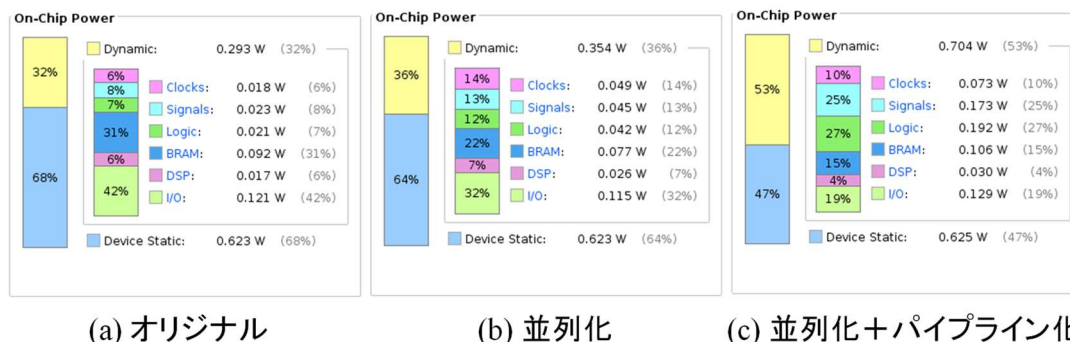 On-Chip Power
32%
68%
Dynamic: 0.293 W (32%)
6%
8%
7%
31%
6%
42%
Clocks: 0.018 W (6%)
Signals: 0.023 W (8%)
Logic: 0.021 W (7%)
BRAM: 0.092 W (31%)
DSP: 0.017 W (6%)
I/O: 0.121 W (42%)
Device Static: 0.623 W (68%)
(a) オリジナル
On-Chip Power
36%
64%
Dynamic: 0.354 W (36%)
14%
13%
12%
22%
7%
32%
Clocks: 0.049 W (14%)
Signals: 0.045 W (13%)
Logic: 0.042 W (12%)
BRAM: 0.077 W (22%)
DSP: 0.026 W (7%)
I/O: 0.115 W (32%)
Device Static: 0.623 W (64%)
(b) 並列化
On-Chip Power
53%
47%
Dynamic: 0.704 W (53%)
10%
25%
27%
15%
4%
19%
Clocks: 0.073 W (10%)
Signals: 0.173 W (25%)
Logic: 0.192 W (27%)
BRAM: 0.106 W (15%)
DSP: 0.030 W (4%)
I/O: 0.129 W (19%)
Device Static: 0.625 W (47%)
(c) 並列化＋パイプライン化